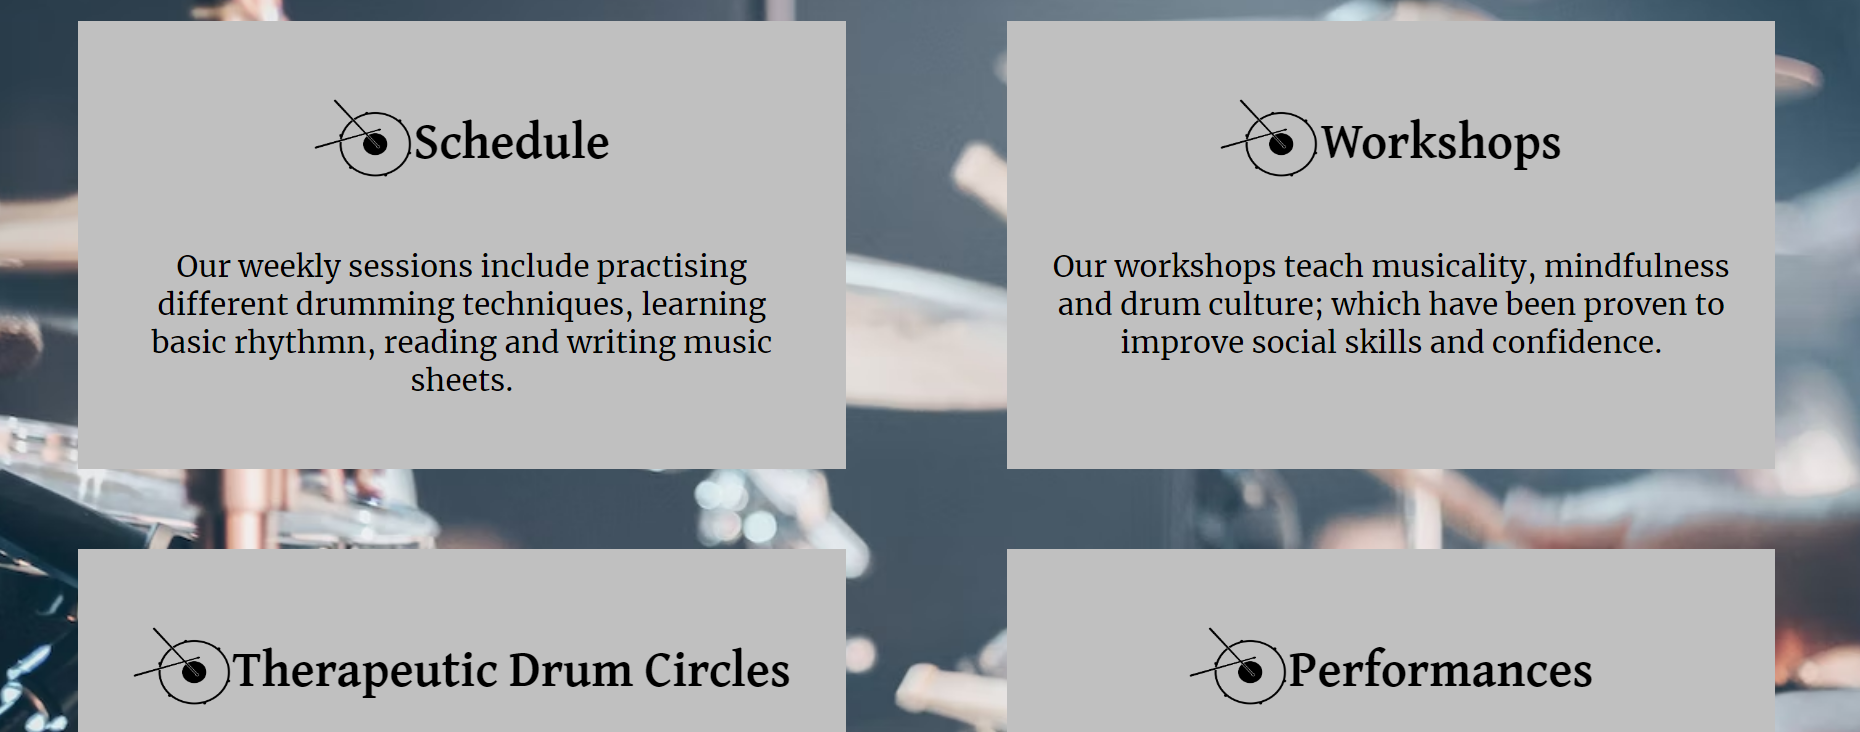 Schedule
Our weekly sessions include practising
different drumming techniques, learning
basic rhythmn, reading and writing music
sheets.
Workshops
Our workshops teach musicality, mindfulness
and drum culture; which have been proven to
improve social skills and confidence.
Therapeutic Drum Circles
Performances